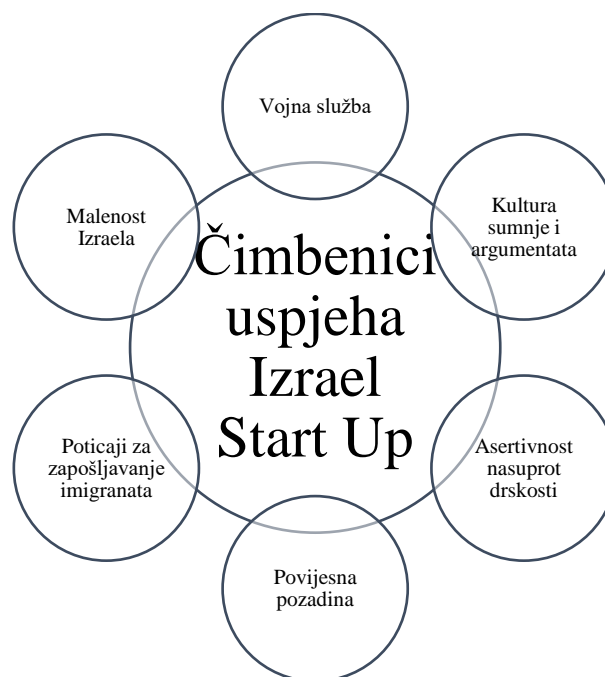 Vojna služba
Kultura
sumnje i
argumentata
Malenost
Izraela
Čimbenici
uspjeha
Izrael
Start Up
Poticaji za
zapošljavanje
imigranata
Asertivnost
nasuprot
drskosti
Povijesna
pozadina